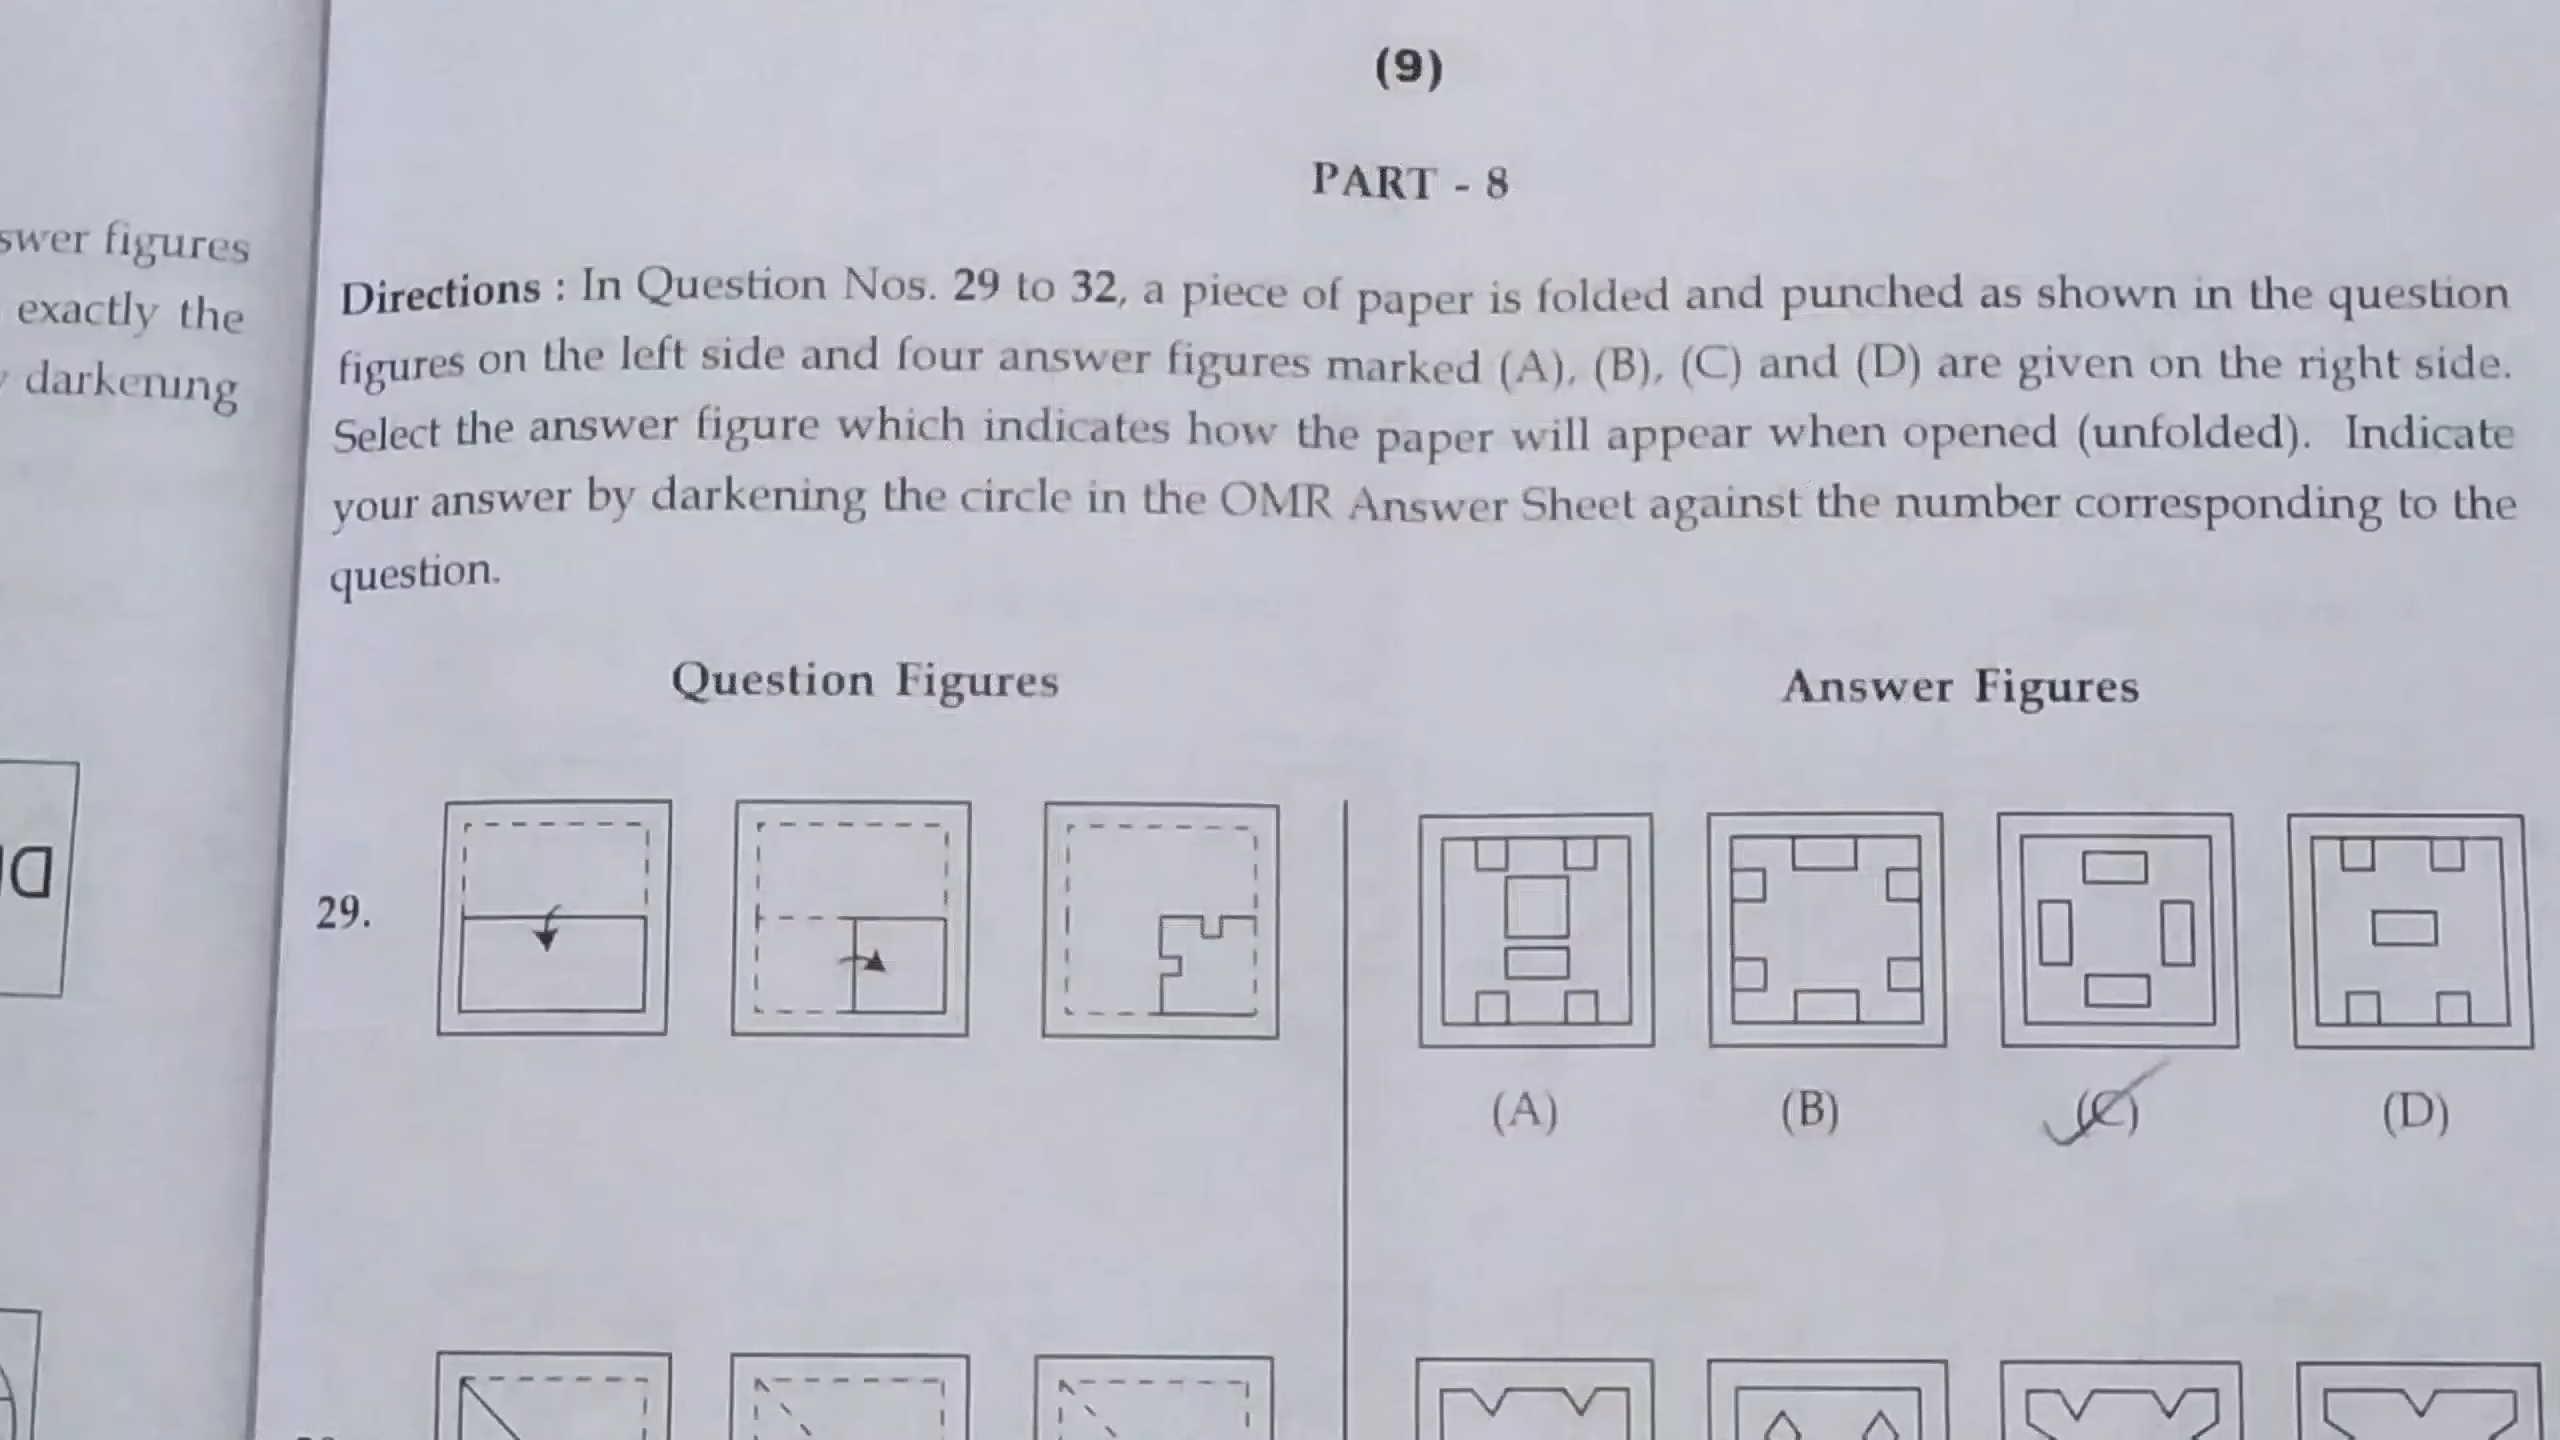 (9)
PART - 8
swer figures
exactly the
darkening
Directions : In Question Nos. 29 to 32, a piece of paper is folded and punched as shown in the question
figures on the left side and four answer figures marked (A), (B), (C) and (D) are given on the right side.
Select the answer figure which indicates how the paper will appear when opened (unfolded). Indicate
your answer by darkening the circle in the OMR Answer Sheet against the number corresponding to the
question.
Question Figures
Answer Figures
29.
(A) (B) (C) (D)